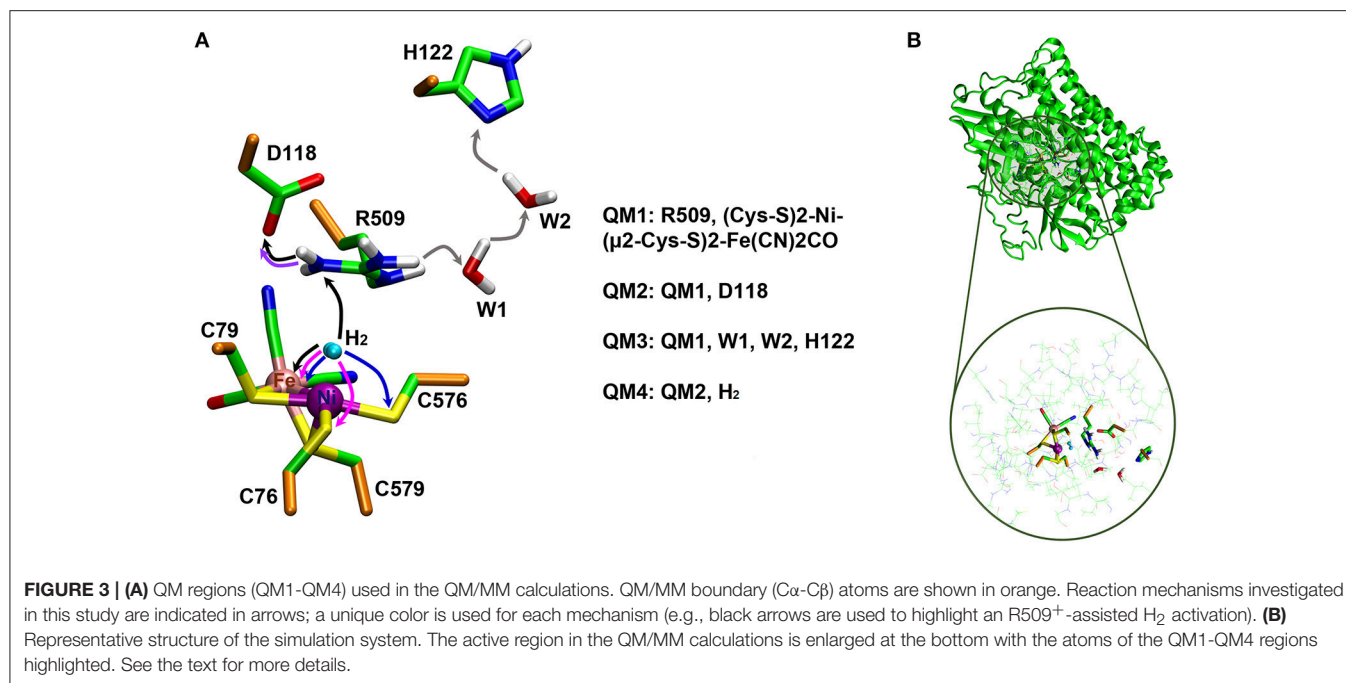 A
B
H122
D118
R509
W2
W1
QM1: R509, (Cys-S)2-Ni-
(µ2-Cys-S)2-Fe(CN)2CO
QM2: QM1, D118
QM3: QM1, W1, W2, H122
QM4: QM2, H₂
C79
H₂
Fe
Ni
C576
C76
C579
FIGURE 3 | (A) QM regions (QM1-QM4) used in the QM/MM calculations. QM/MM boundary (Cα-Cβ) atoms are shown in orange. Reaction mechanisms investigated
in this study are indicated in arrows; a unique color is used for each mechanism (e.g., black arrows are used to highlight an R509⁺-assisted H₂ activation). (B)
Representative structure of the simulation system. The active region in the QM/MM calculations is enlarged at the bottom with the atoms of the QM1-QM4 regions
highlighted. See the text for more details.